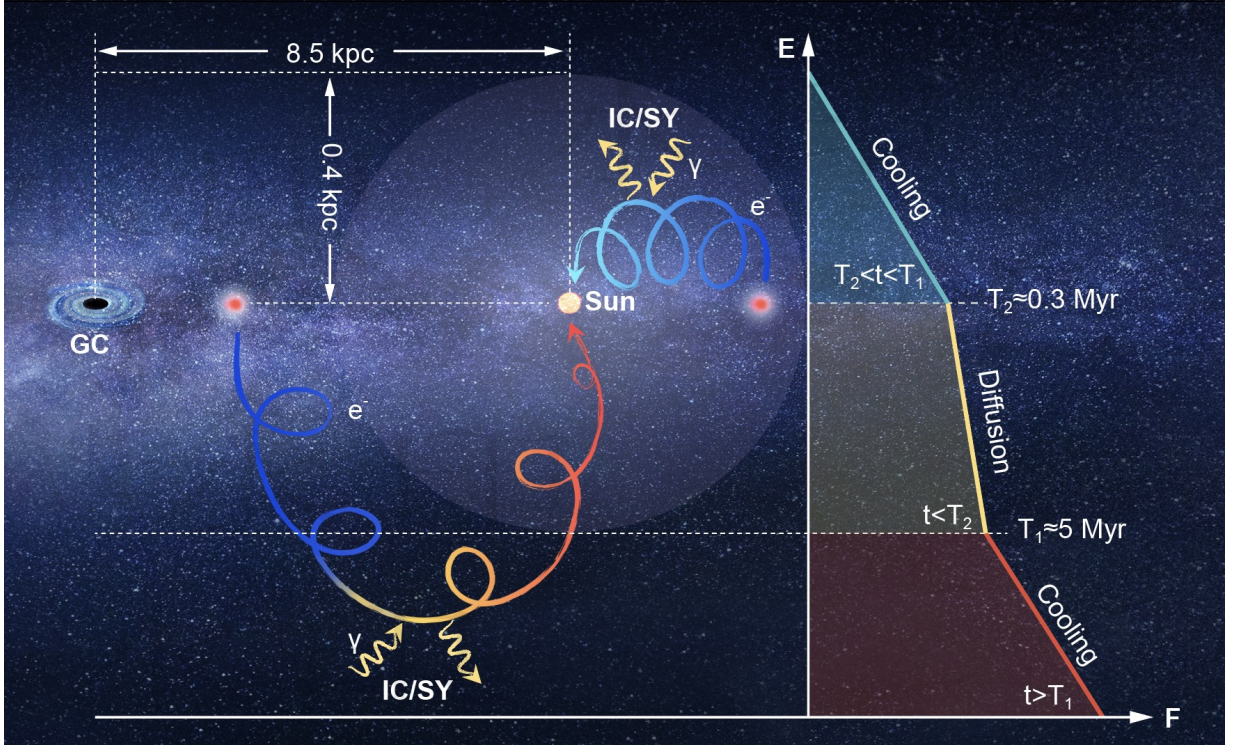 8.5 kpc
E
0.4 kpc
IC/SY
γ
e⁻
Cooling
T₂<t<T₁
T₂≈0.3 Myr
Sun
GC
e⁻
Diffusion
t<T₂
T₁≈5 Myr
Cooling
γ
IC/SY
t>T₁
F